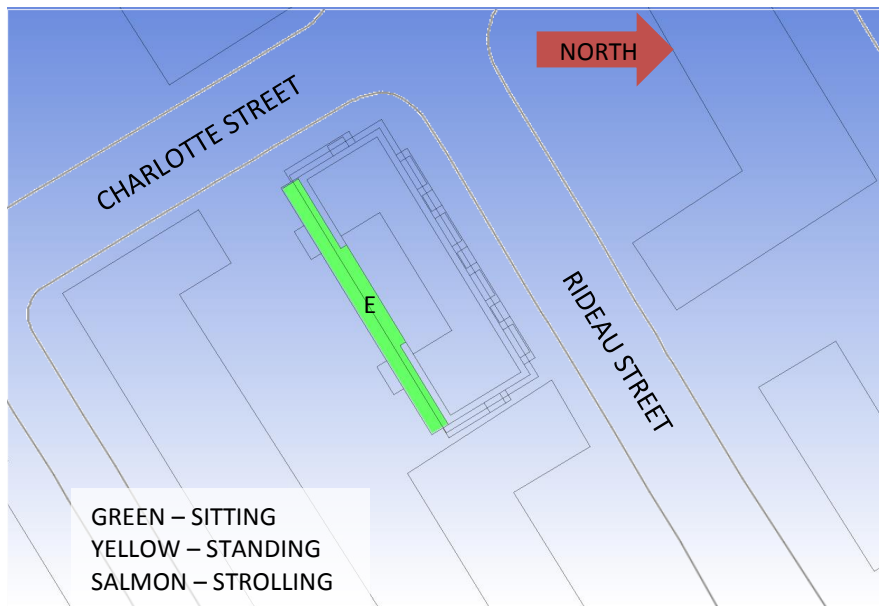 NORTH
CHARLOTTE STREET
E
RIDEAU STREET
GREEN – SITTING
YELLOW – STANDING
SALMON – STROLLING